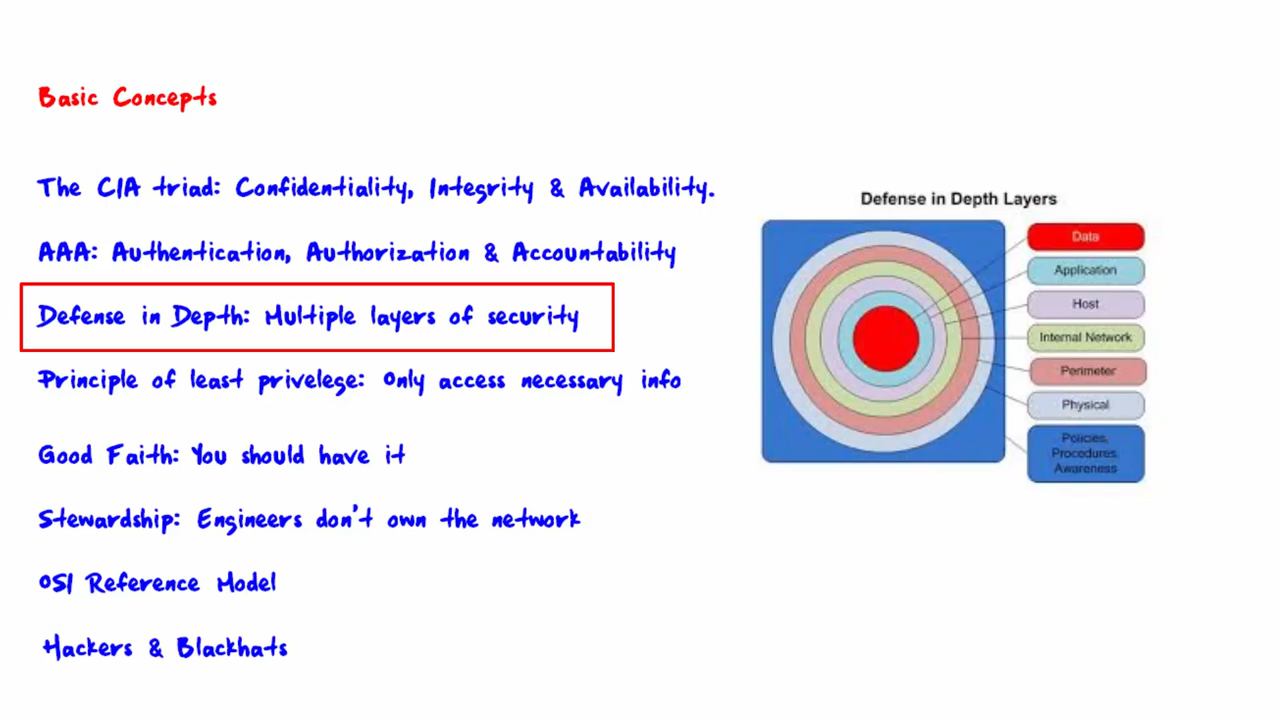 Basic Concepts
The CIA triad: Confidentiality, Integrity & Availability.
AAA: Authentication, Authorization & Accountability
Defense in Depth: Multiple layers of security
Principle of least privelege: Only access necessary info
Good Faith: You should have it
Stewardship: Engineers don't own the network
OSI Reference Model
Hackers & Blackhats
Defense in Depth Layers
Data
Application
Host
Internal Network
Perimeter
Physical
Policies,
Procedures,
Awareness